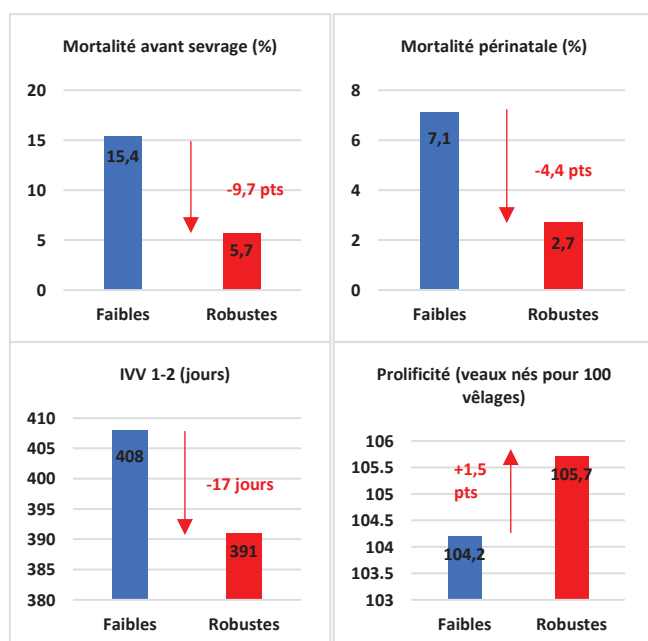 Mortalité avant sevrage (%)
20
15
10
5
0
15,4
5,7
-9,7 pts
Faibles
Robustes
Mortalité périnatale (%)
8
6
4
2
0
7,1
2,7
-4,4 pts
Faibles
Robustes
IVV 1-2 (jours)
410
405
400
395
390
385
380
408
391
-17 jours
Faibles
Robustes
Prolificité (veaux nés pour 100
vêlages)
106
105.5
105
104.5
104
103.5
103
104,2
105,7
+1,5
pts
Faibles
Robustes